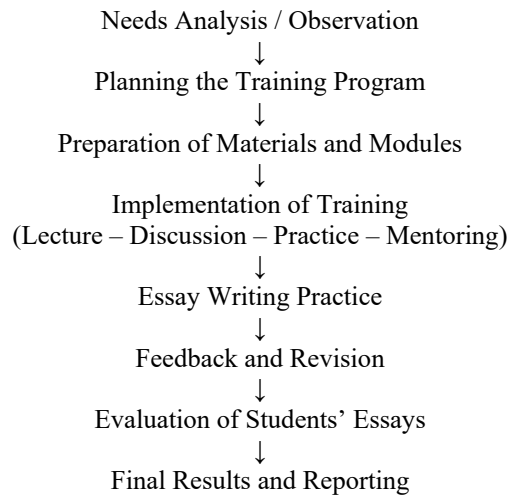 Needs Analysis / Observation
↓
Planning the Training Program
↓
Preparation of Materials and Modules
↓
Implementation of Training
(Lecture – Discussion – Practice – Mentoring)
↓
Essay Writing Practice
↓
Feedback and Revision
↓
Evaluation of Students’ Essays
↓
Final Results and Reporting